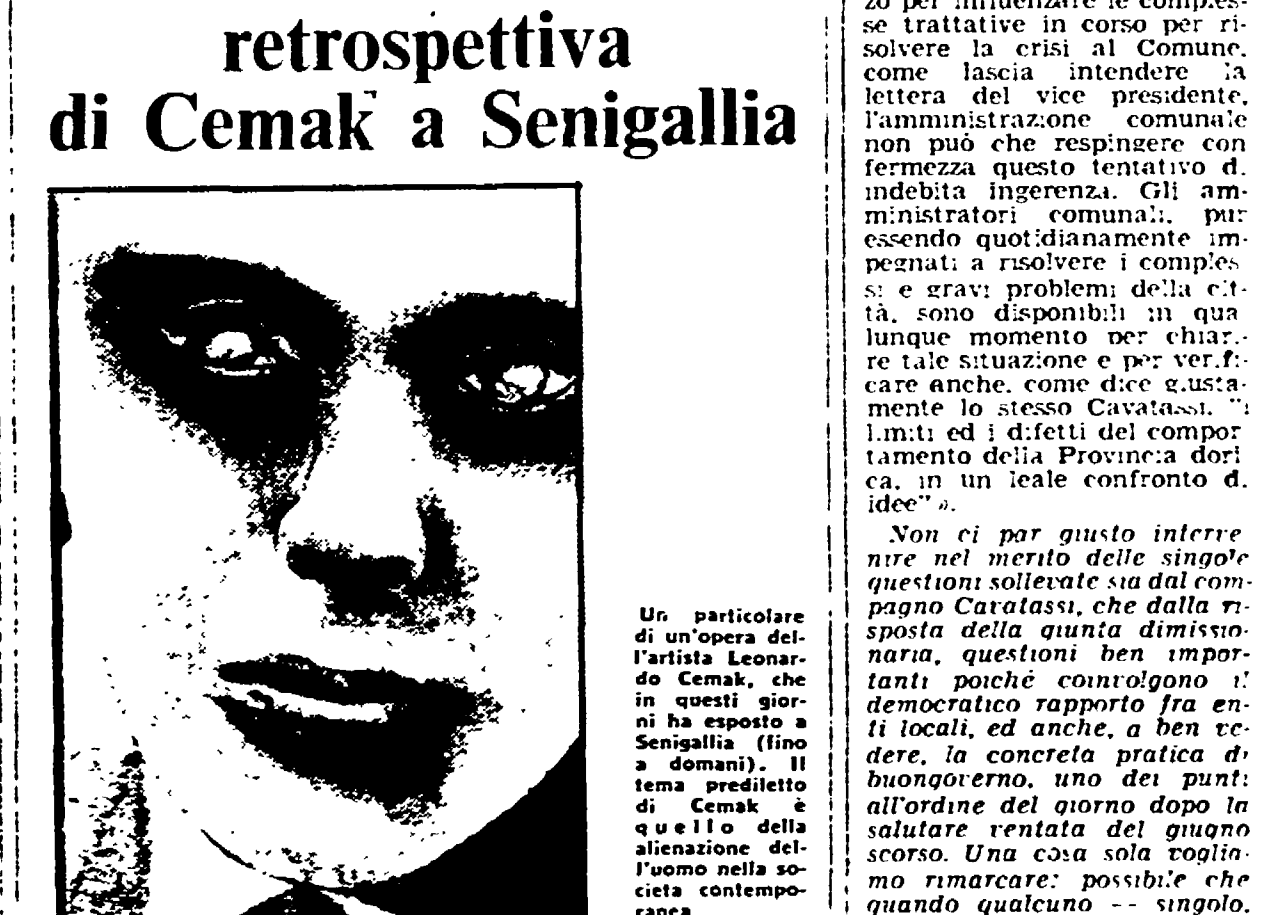 retrospettiva
di Cemak a Senigallia
Un particolare
di un'opera del-
l'artista Leonar-
do Cemak, che
in questi gior-
ni ha esposto a
Senigallia (fino
a domani). Il
tema prediletto
di Cemak è
quello della
alienazione del-
l'uomo nella so-
cietà contempo-
ranea
zo per influenzare le comples-
se trattative in corso per ri-
solvere la crisi al Comune,
come lascia intendere la
lettera del vice presidente,
l'amministrazione comunale
non può che respingere con
fermezza questo tentativo di
indebita ingerenza. Gli am-
ministratori comunali, pur
essendo quotidianamente im-
pegnati a risolvere i comples
si e gravi problemi della cit-
tà, sono disponibili in qua
lunque momento per chiari-
re tale situazione e per verifi-
care anche, come dice giusta-
mente lo stesso Cavatassi, "i
limiti ed i difetti del compor
tamento della Provincia dori
ca, in un leale confronto di
idee" ».
Non ci par giusto interve
nire nel merito delle singole
questioni sollevate sia dal com-
pagno Cavatassi, che dalla ri-
sposta della giunta dimissio-
naria, questioni ben impor-
tanti poiché coinvolgono il
democratico rapporto fra en-
ti locali, ed anche, a ben ve-
dere, la concreta pratica di
buongoverno, uno dei punti
all'ordine del giorno dopo la
salutare ventata del giugno
scorso. Una cosa sola voglia-
mo rimarcare: possibile che
quando qualcuno -- singolo,